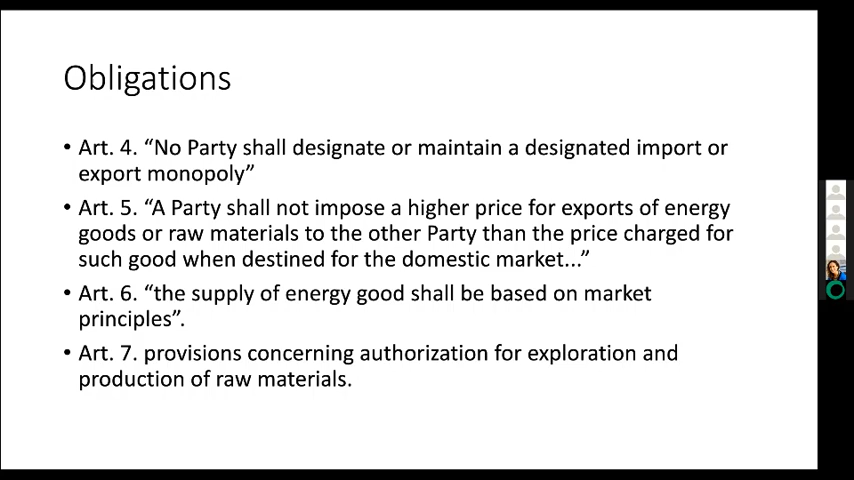 Obligations
• Art. 4. “No Party shall designate or maintain a designated import or
export monopoly”
• Art. 5. “A Party shall not impose a higher price for exports of energy
goods or raw materials to the other Party than the price charged for
such good when destined for the domestic market...”
• Art. 6. “the supply of energy good shall be based on market
principles”.
• Art. 7. provisions concerning authorization for exploration and
production of raw materials.